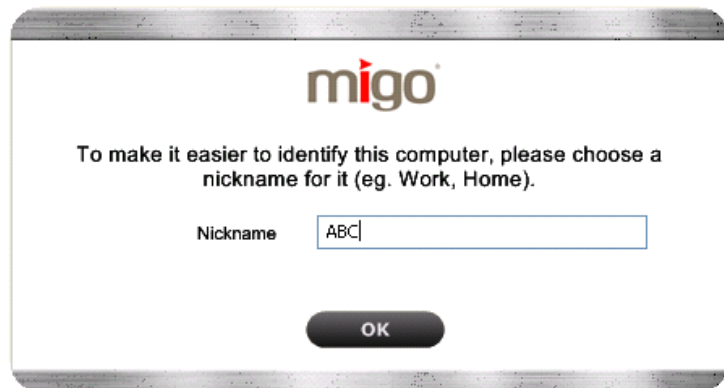 migo
To make it easier to identify this computer, please choose a
nickname for it (eg. Work, Home).
Nickname ABC
OK